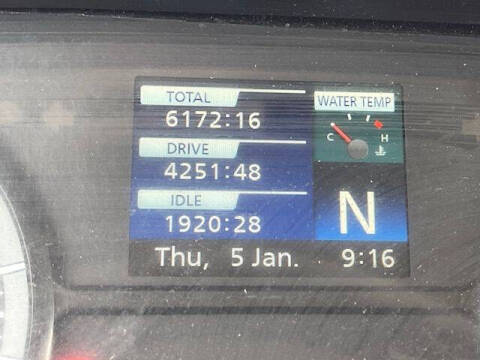 TOTAL
6172:16
DRIVE
4251:48
IDLE
1920:28
WATER TEMP
C H
N
Thu, 5 Jan. 9:16